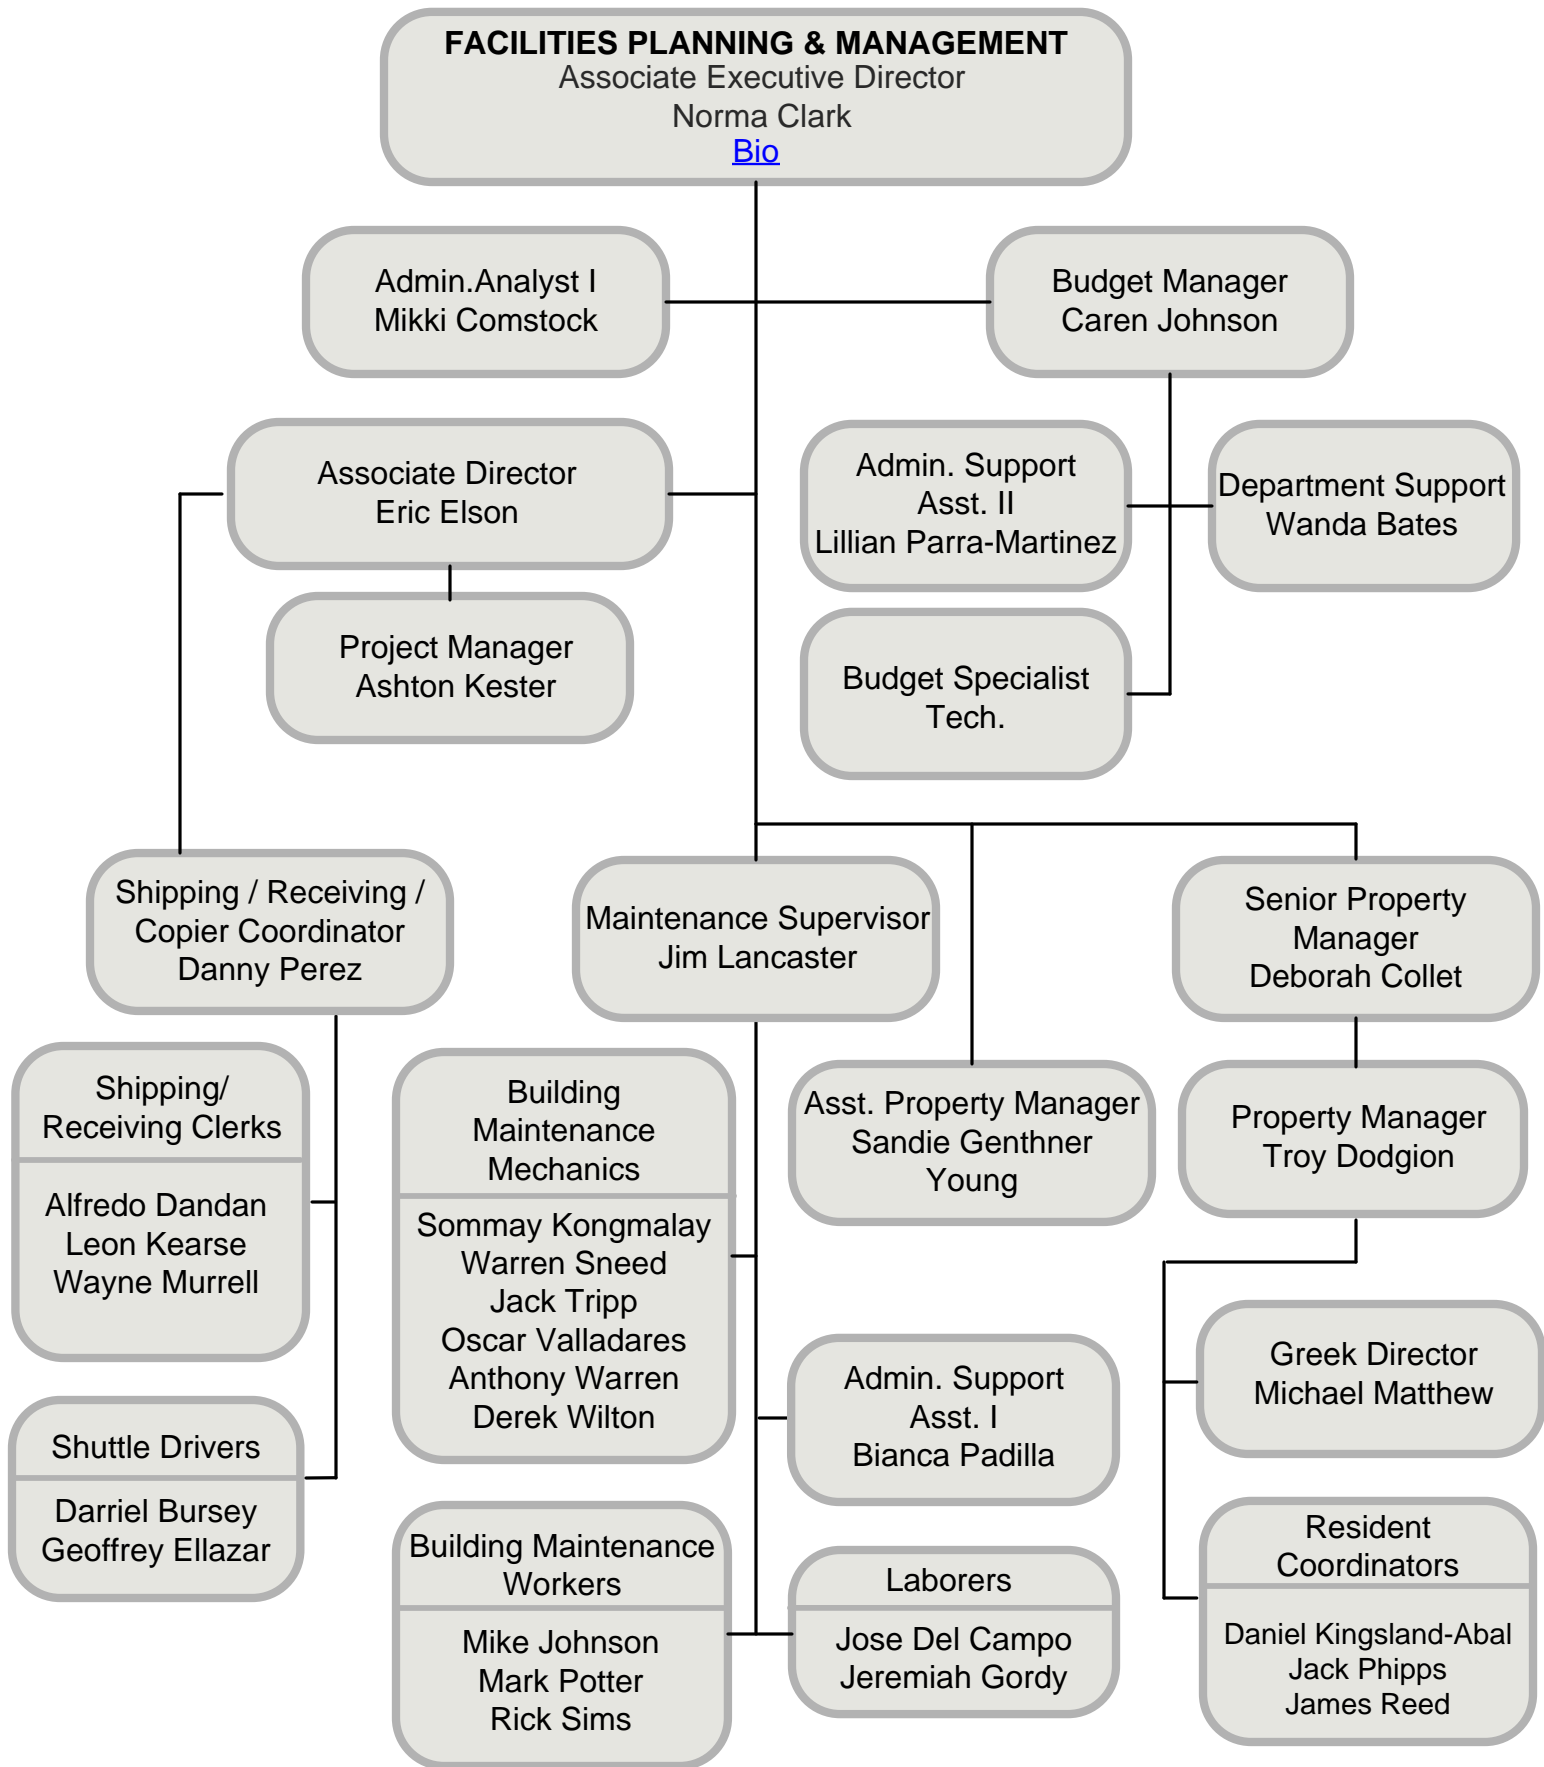 FACILITIES PLANNING & MANAGEMENT
Associate Executive Director
Norma Clark
Bio
Admin.Analyst I
Mikki Comstock
Budget Manager
Caren Johnson
Associate Director
Eric Elson
Admin. Support
Asst. II
Lillian Parra-Martinez
Department Support
Wanda Bates
Project Manager
Ashton Kester
Budget Specialist
Tech.
Shipping / Receiving /
Copier Coordinator
Danny Perez
Maintenance Supervisor
Jim Lancaster
Senior Property
Manager
Deborah Collet
Shipping/
Receiving Clerks
Alfredo Dandan
Leon Kearse
Wayne Murrell
Building
Maintenance
Mechanics
Sommay Kongmalay
Warren Sneed
Jack Tripp
Oscar Valladares
Anthony Warren
Derek Wilton
Asst. Property Manager
Sandie Genthner
Young
Property Manager
Troy Dodgion
Admin. Support
Asst. I
Bianca Padilla
Greek Director
Michael Matthew
Shuttle Drivers
Darriel Bursey
Geoffrey Ellazar
Building Maintenance
Workers
Mike Johnson
Mark Potter
Rick Sims
Laborers
Jose Del Campo
Jeremiah Gordy
Resident
Coordinators
Daniel Kingsland-Abal
Jack Phipps
James Reed